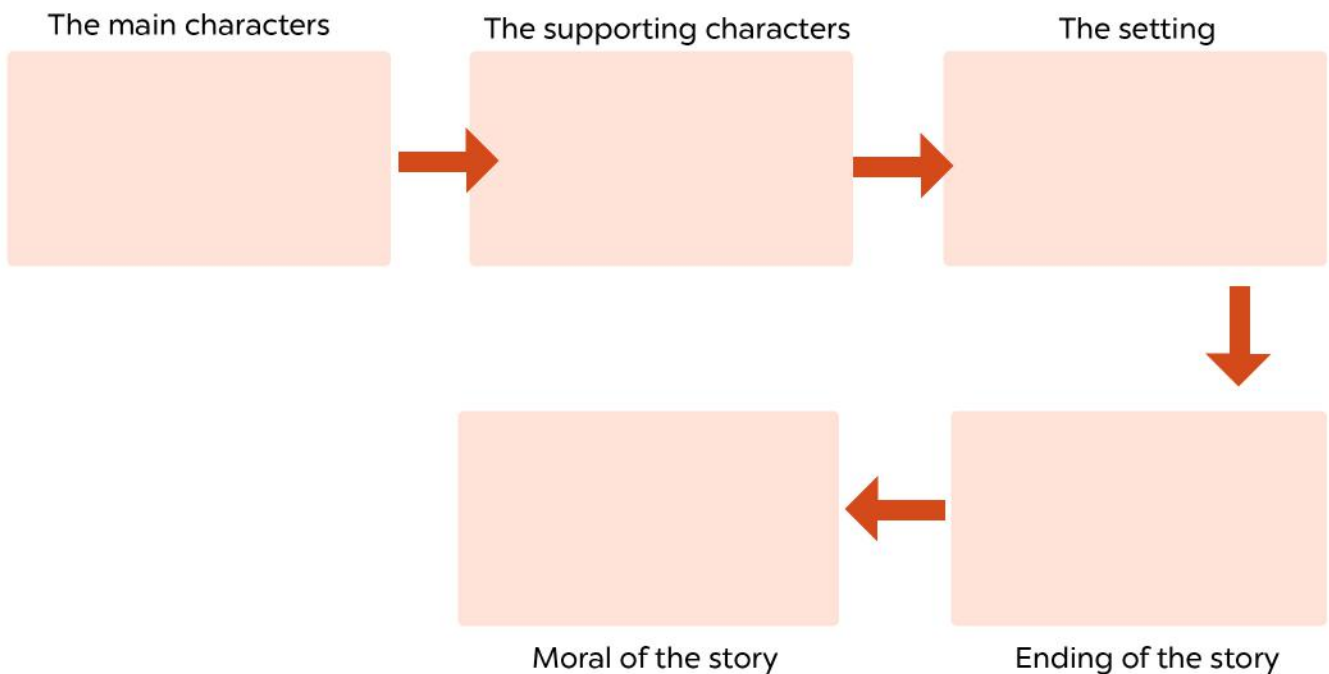 The main characters
The supporting characters
The setting
Moral of the story
Ending of the story